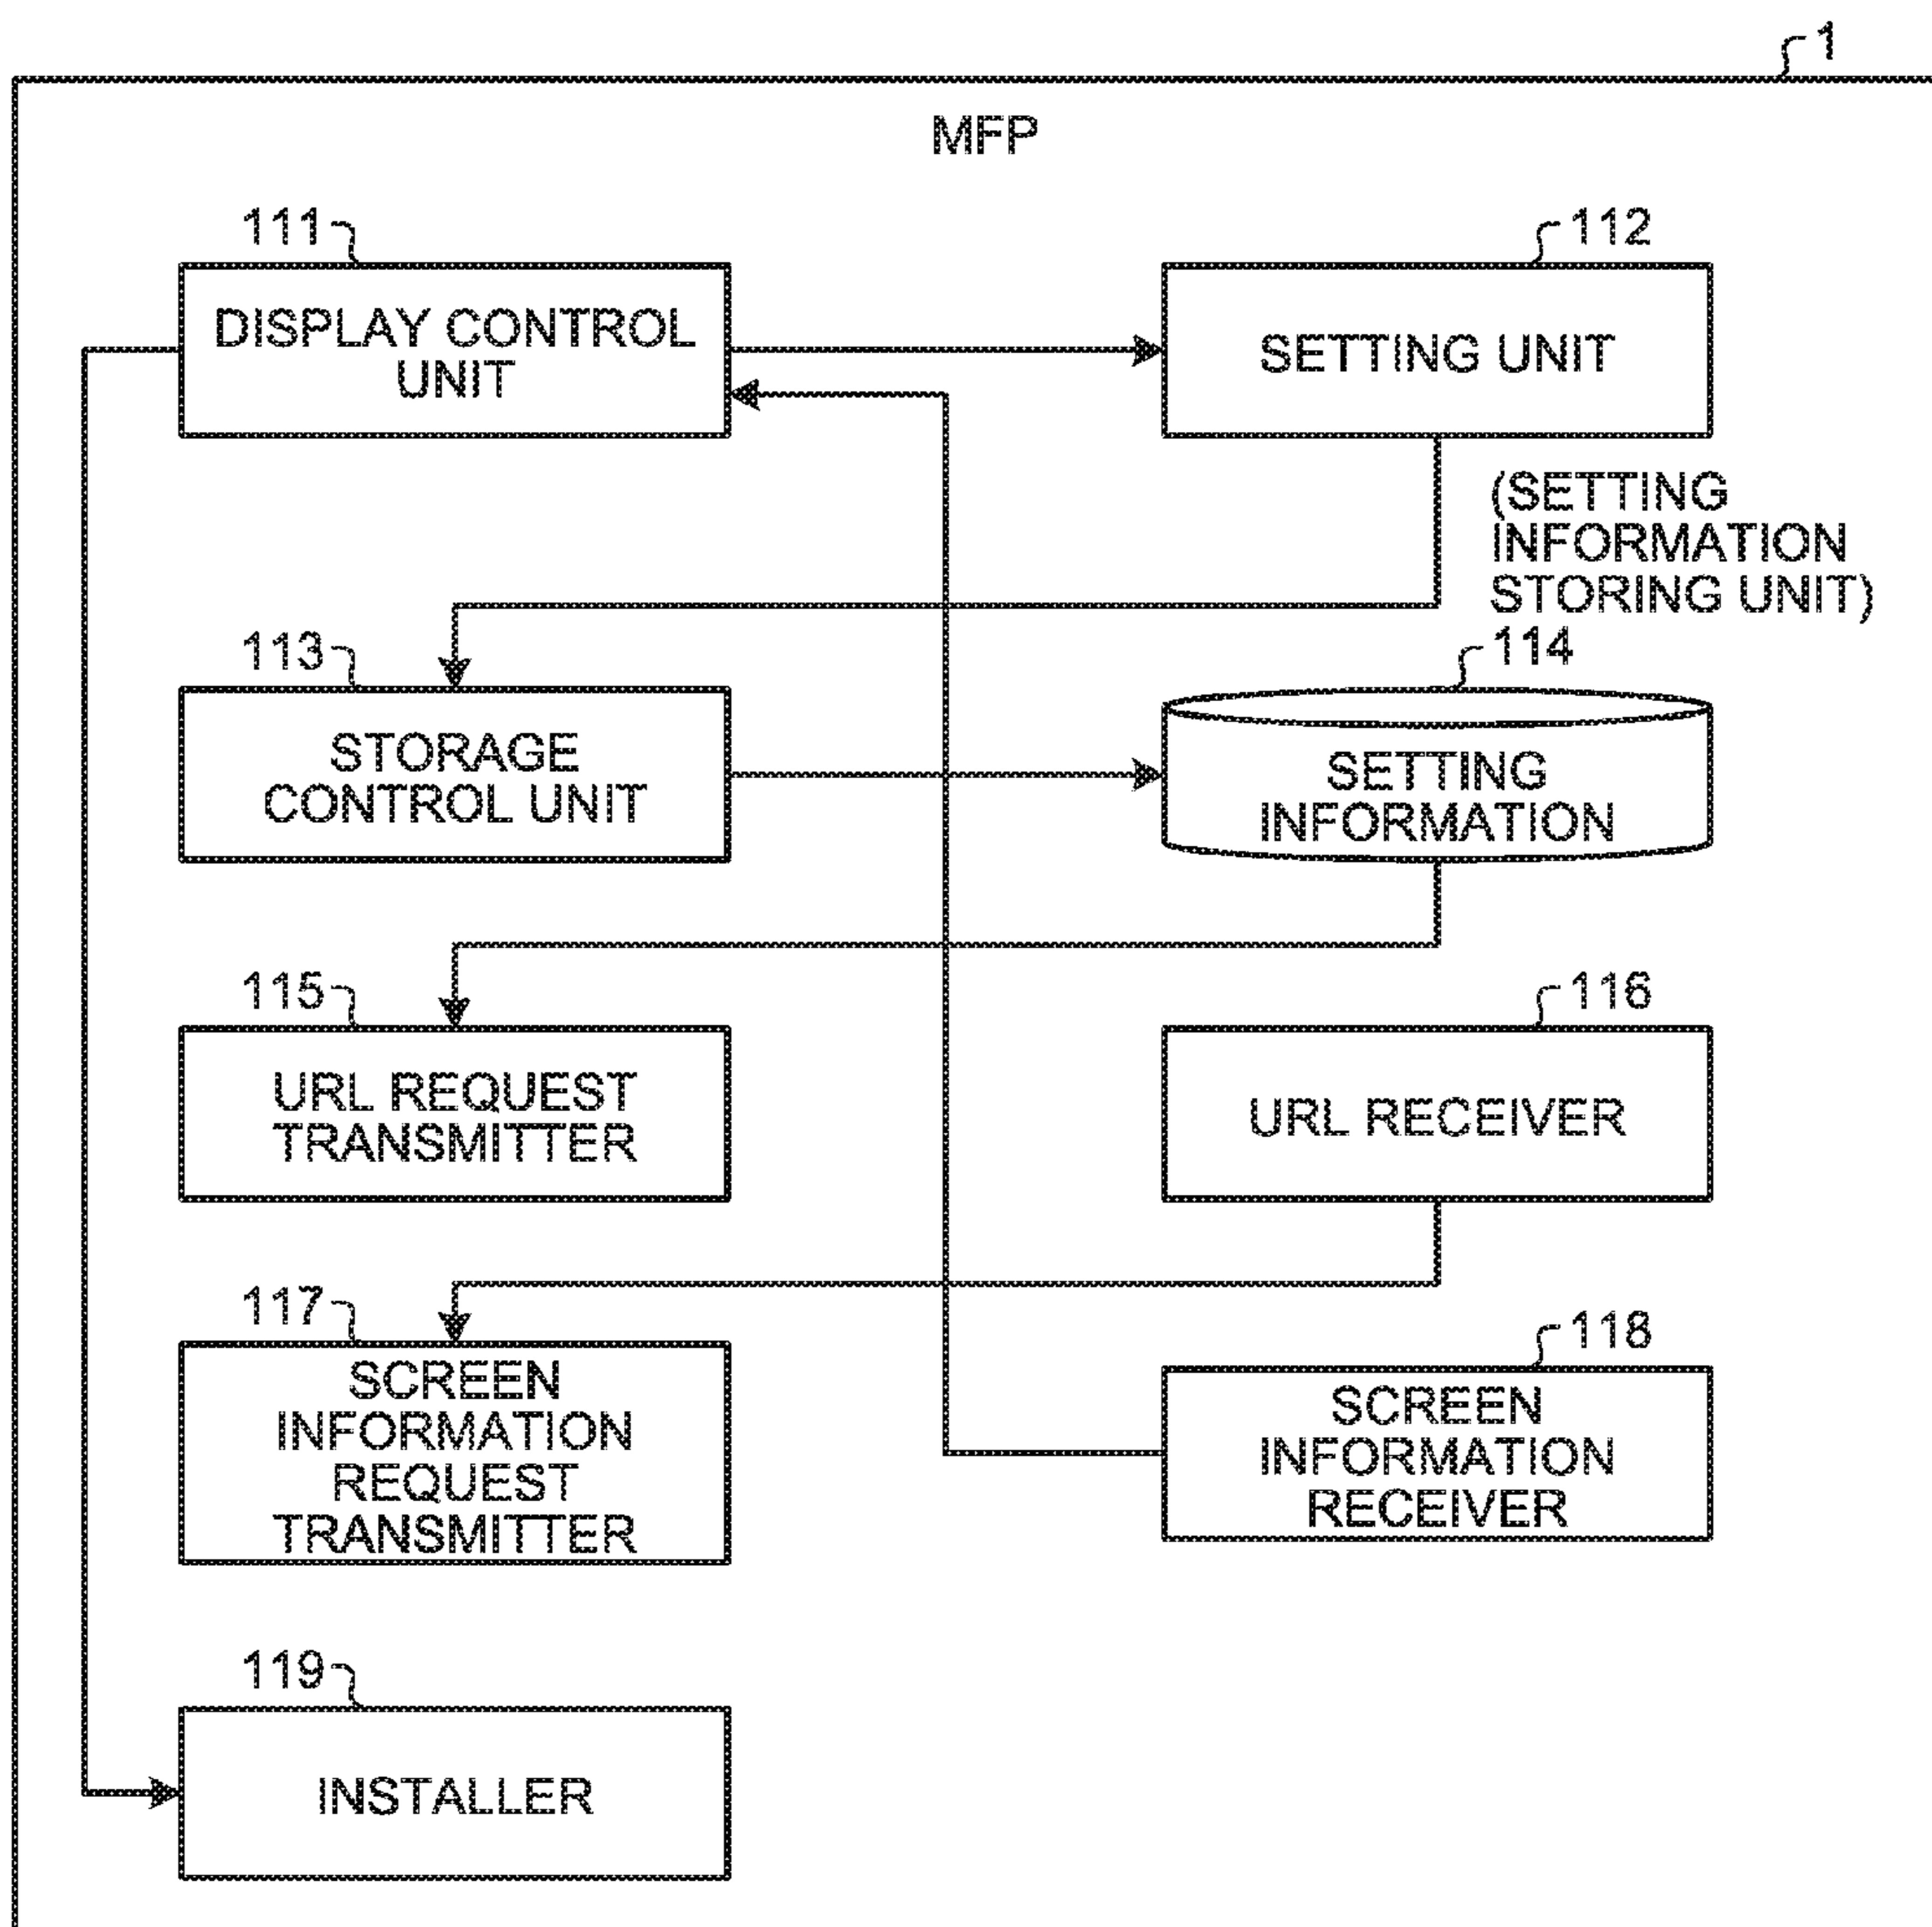 1
MFP
111
112
DISPLAY CONTROL
UNIT
SETTING UNIT
(SETTING
INFORMATION
STORING UNIT)
113
114
STORAGE
CONTROL UNIT
SETTING
INFORMATION
115
116
URL REQUEST
TRANSMITTER
URL RECEIVER
117
118
SCREEN
INFORMATION
REQUEST
TRANSMITTER
SCREEN
INFORMATION
RECEIVER
119
INSTALLER